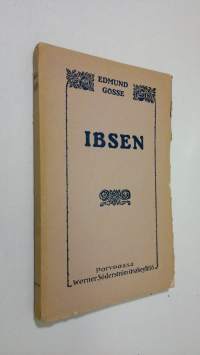 EDMUND
GOSSE
IBSEN
Porvoossa
Werner Söderström Osakeyhtiö